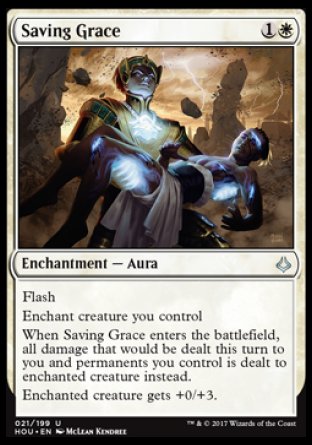 Saving Grace 1
Enchantment — Aura
Flash
Enchant creature you control
When Saving Grace enters the battlefield,
all damage that would be dealt this turn to
you and permanents you control is dealt to
enchanted creature instead.
Enchanted creature gets +0/+3.
021/199 U
HOU • EN McLean Kendree
™ & © 2017 Wizards of the Coast